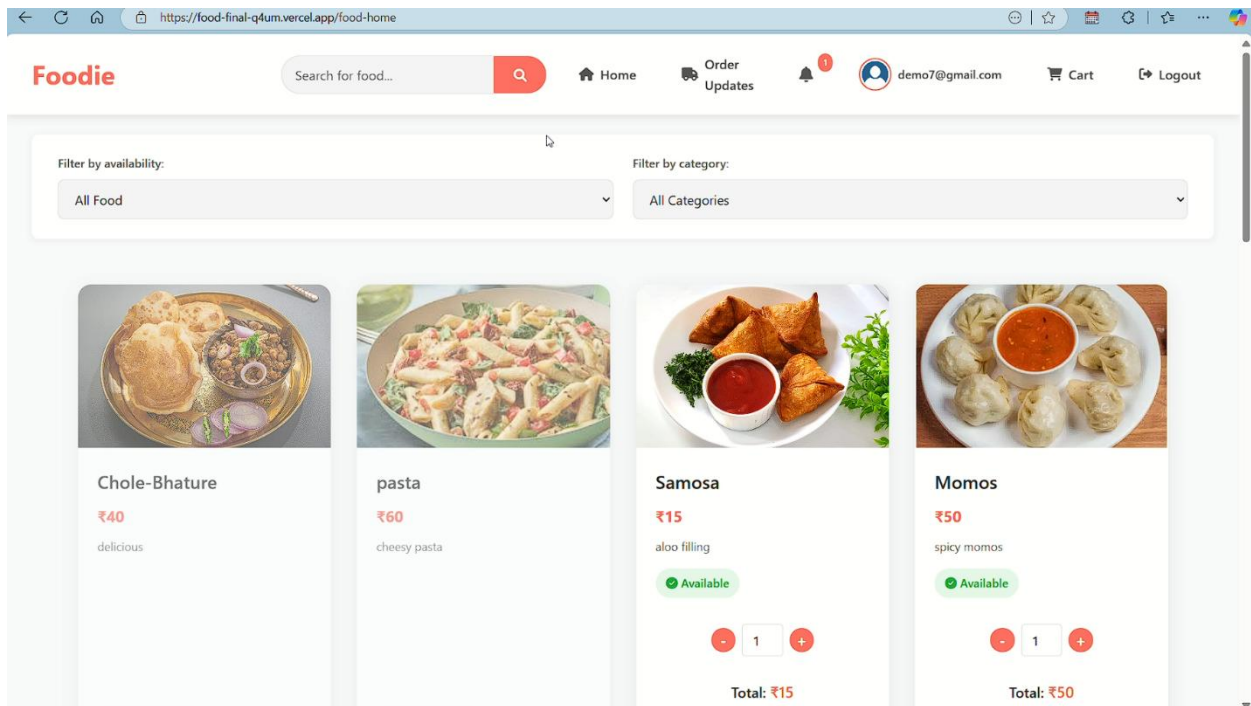 https://food-final-q4um.vercel.app/food-home
Foodie
Search for food...
Home
Order
Updates
1
demo7@gmail.com
Cart
Logout
Filter by availability:
All Food
Filter by category:
All Categories
Chole-Bhature
₹40
delicious
pasta
₹60
cheesy pasta
Samosa
₹15
aloo filling
Available
- 1 +
Total: ₹15
Momos
₹50
spicy momos
Available
- 1 +
Total: ₹50